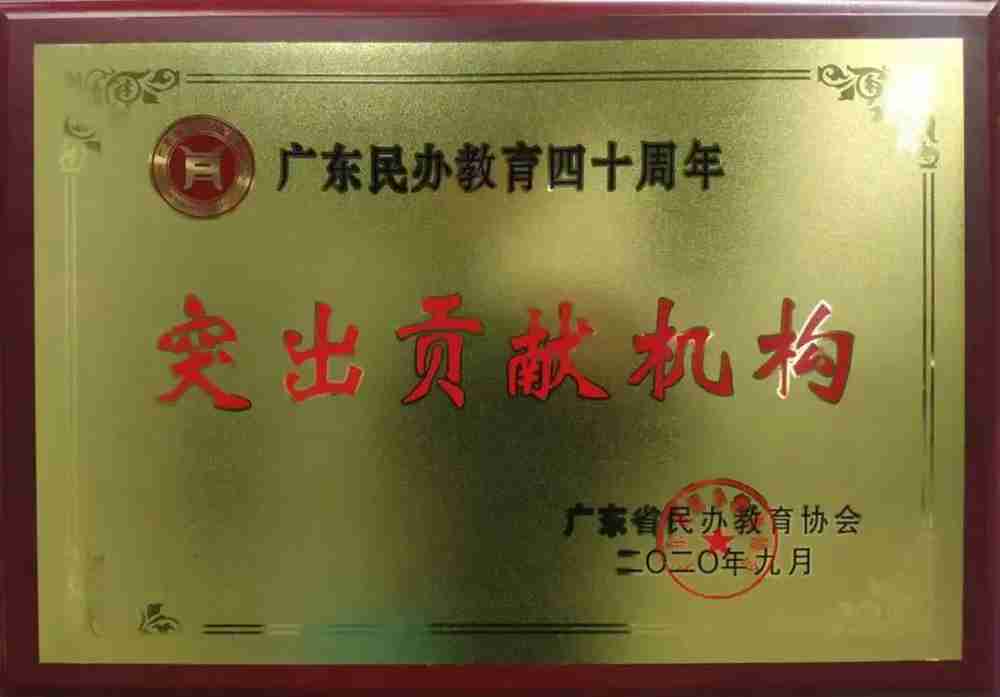 广东民办教育四十周年
突出贡献机构
广东省民办教育协会
二〇二〇年九月